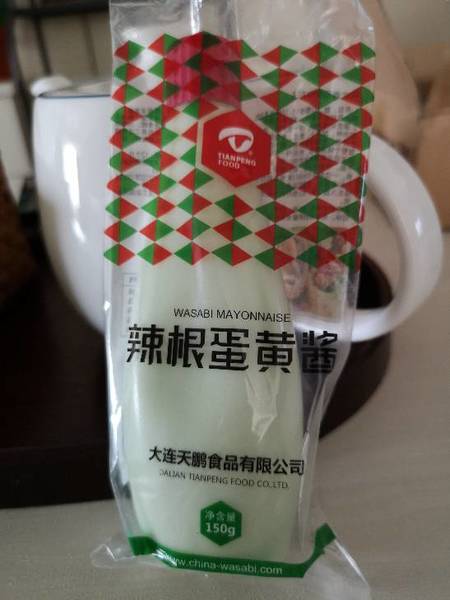 TIANPENG
FOOD
WASABI MAYONNAISE
辣根蛋黄酱
大连天鹏食品有限公司
DALIAN TIANPENG FOOD CO.,LTD.
净含量
150g
www.china-wasabi.com